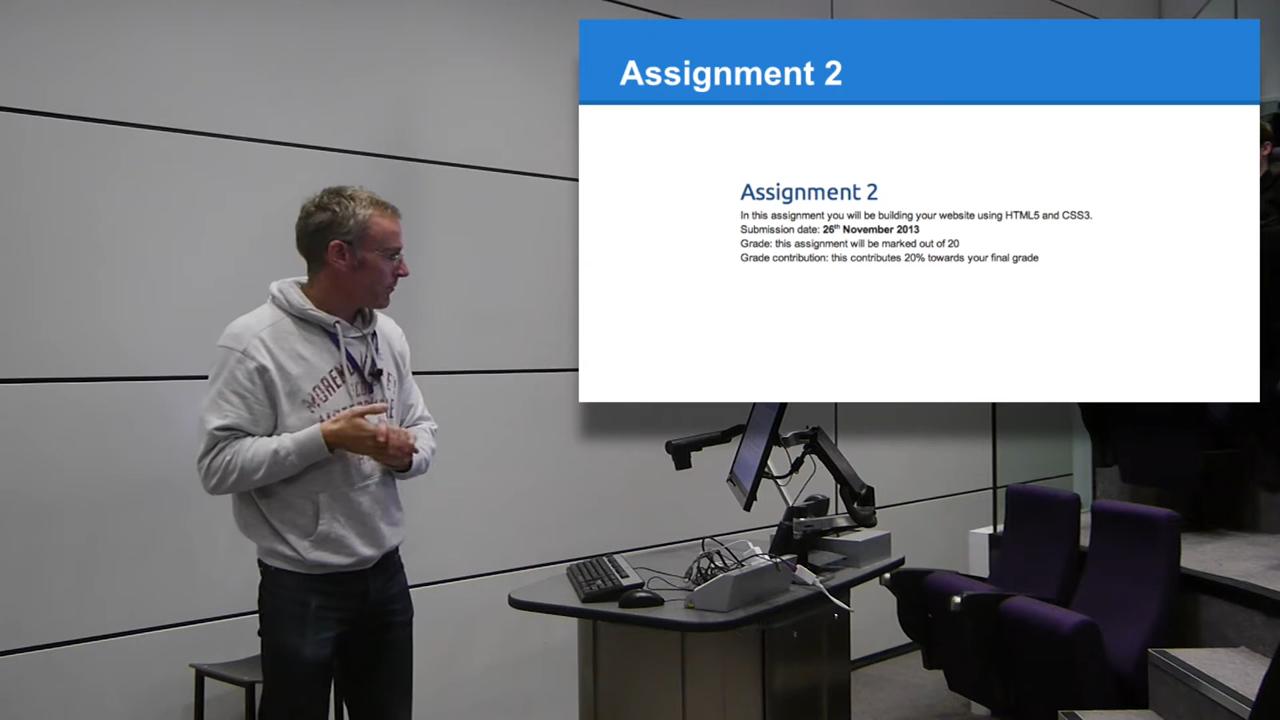 Assignment 2
Assignment 2
In this assignment you will be building your website using HTML5 and CSS3.
Submission date: 26th November 2013
Grade: this assignment will be marked out of 20
Grade contribution: this contributes 20% towards your final grade